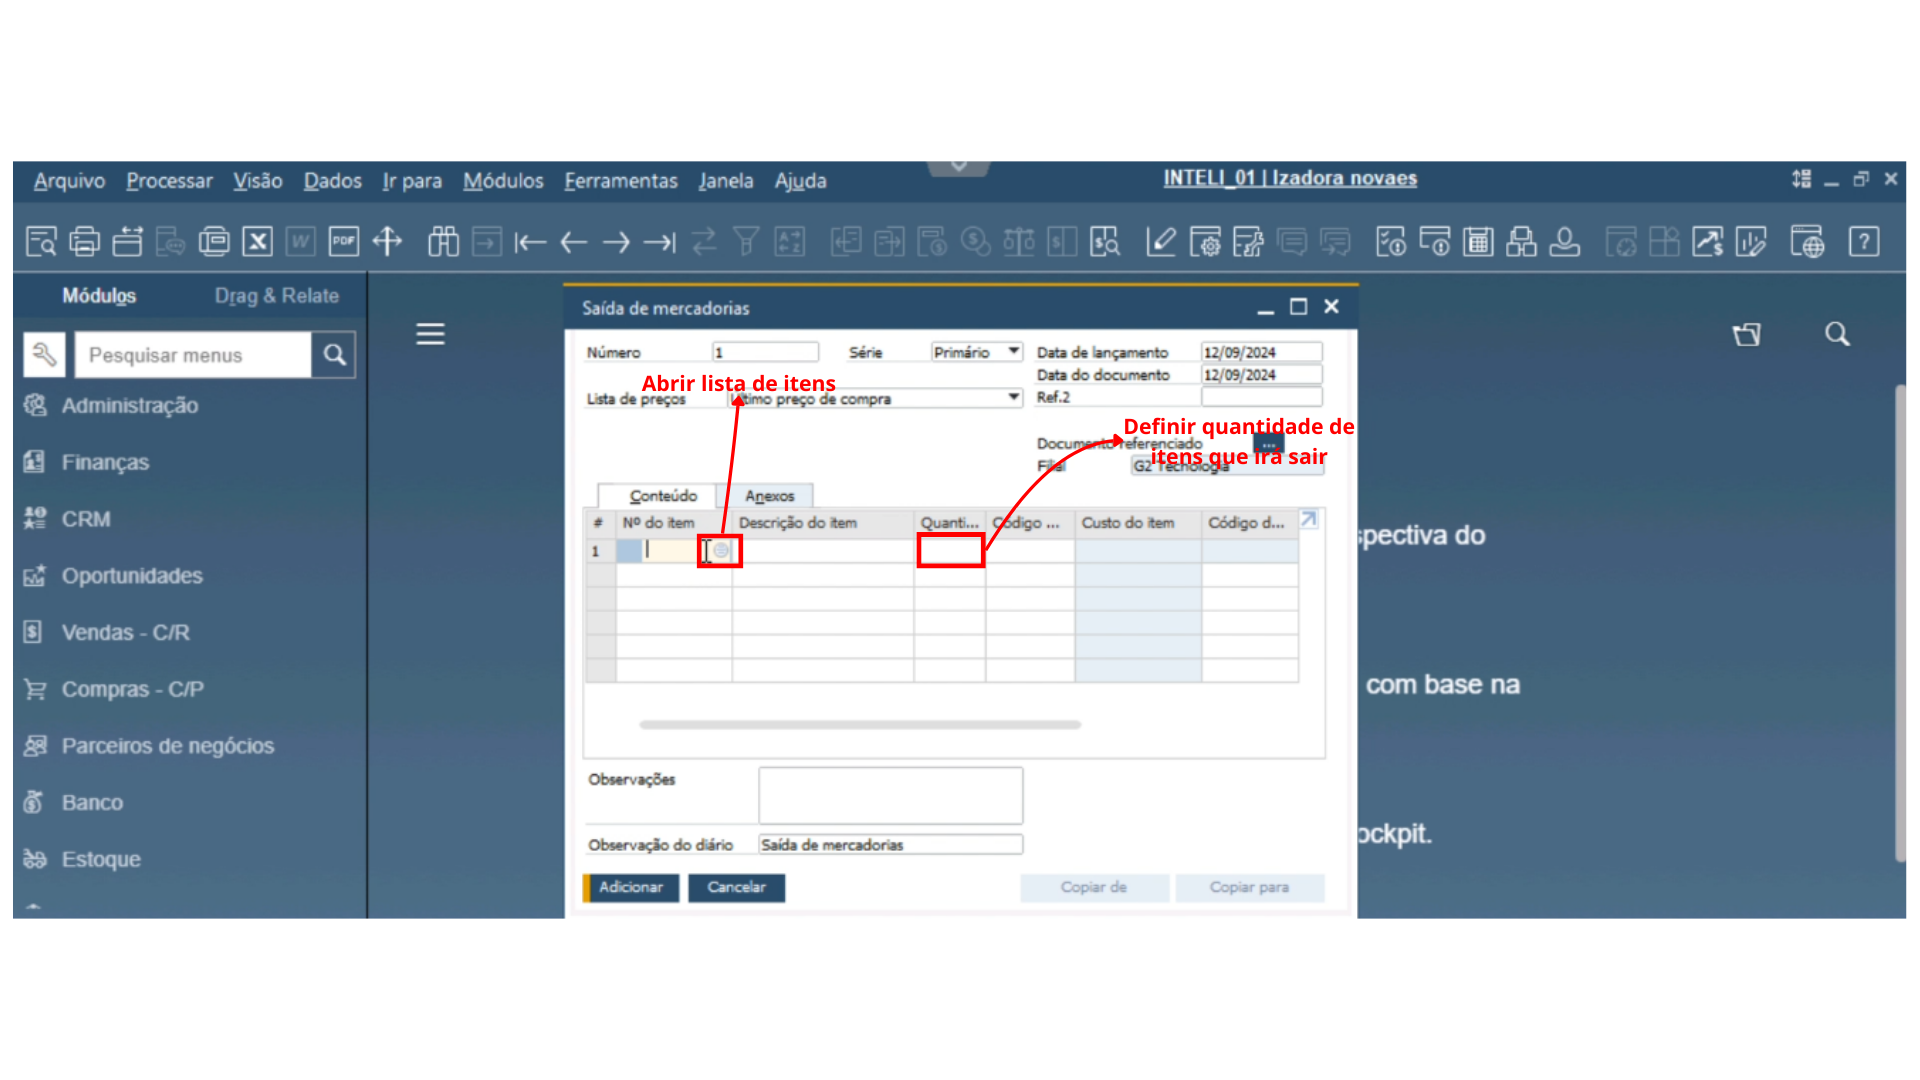 Arquivo Processar Visão Dados Ir para Módulos Ferramentas Janela Ajuda
INTELI_01 | Izadora novaes
PDF
Módulos Drag & Relate
Pesquisar menus
Administração
Finanças
CRM
Oportunidades
Vendas - C/R
Compras - C/P
Parceiros de negócios
Banco
Estoque
Saída de mercadorias
Número 1 Série Primário Data de lançamento 12/09/2024
Data do documento 12/09/2024
Abrir lista de itens
Lista de preços Último preço de compra Ref.2
Definir quantidade de
itens que irá sair
Documento referenciado ...
Filial G2 Tecnologia
Conteúdo Anexos
# Nº do item Descrição do item Quanti... Código ... Custo do item Código d...
1
Observações
Observação do diário Saída de mercadorias
Adicionar Cancelar Copiar de Copiar para
spectiva do
com base na
ockpit.